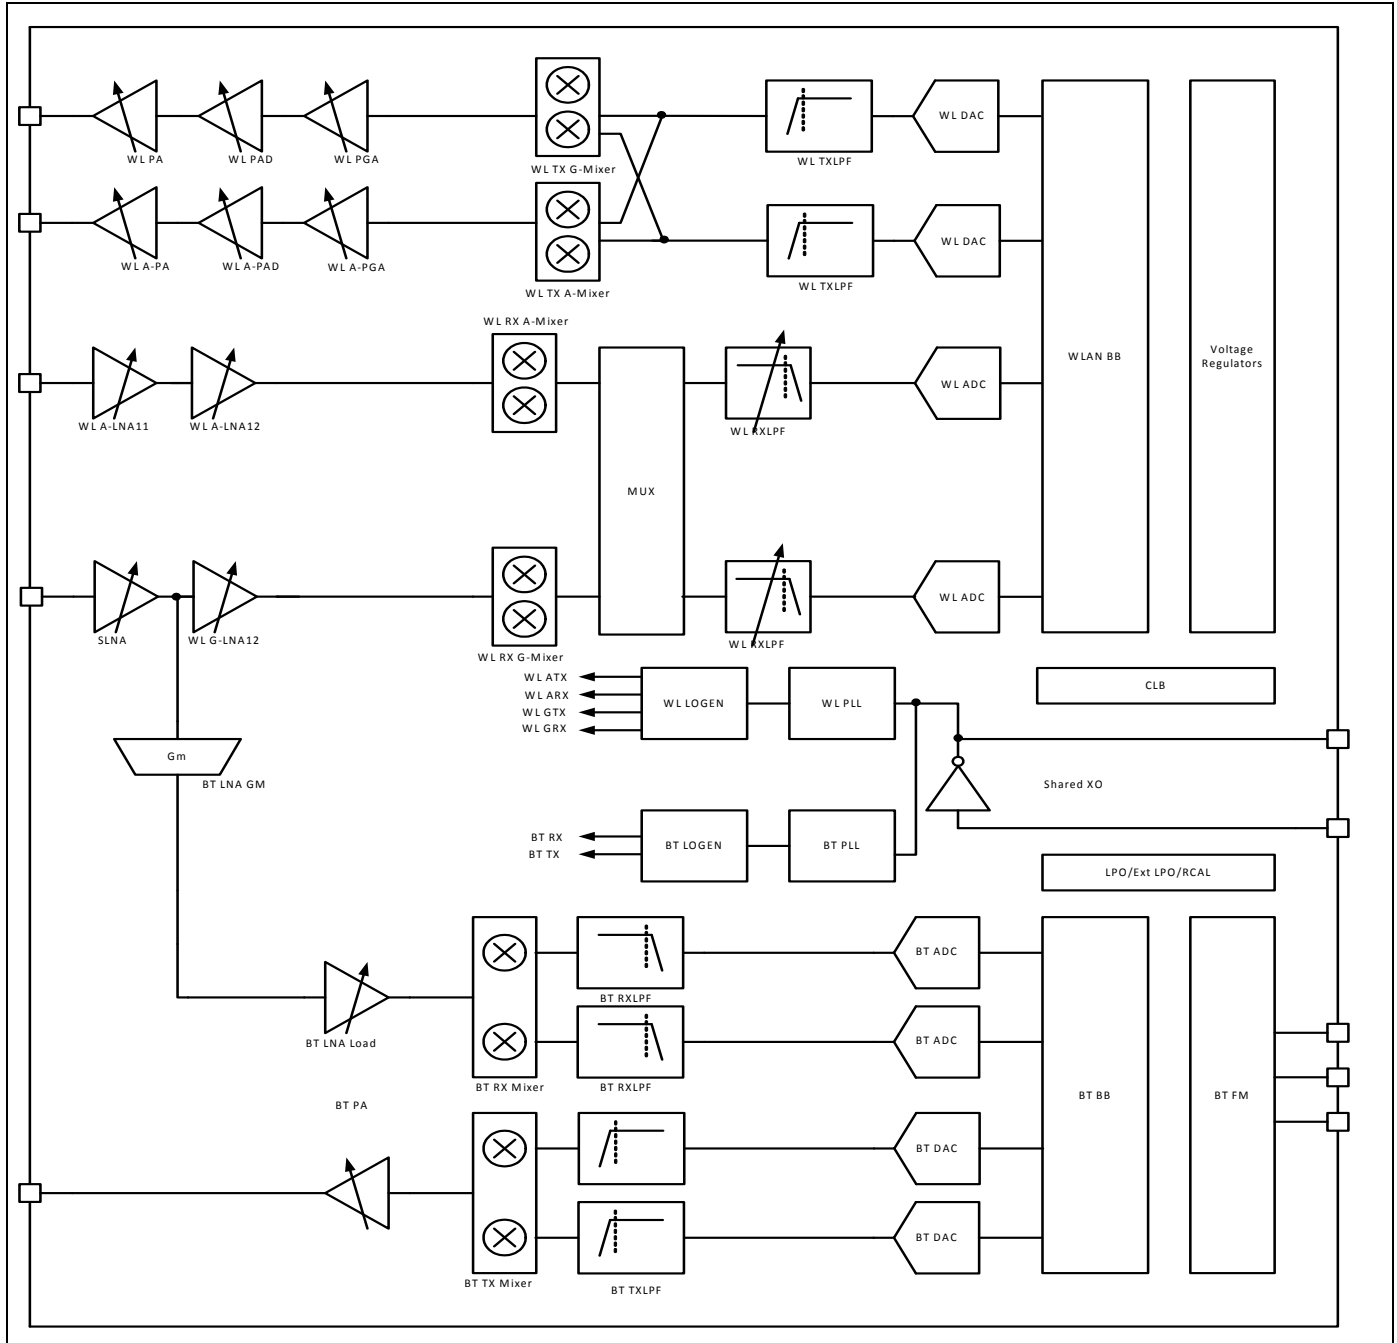 WL DAC
WL PA
WL PAD
WL PGA
WL TX G-Mixer
WL TXLPF
WL DAC
WL A-PA
WL A-PAD
WL A-PGA
WL TX A-Mixer
WL TXLPF
WL RX A-Mixer
WLAN BB
Voltage
Regulators
WL ADC
WL A-LNA11
WL A-LNA12
WL RXLPF
MUX
WL ADC
SLNA
WL G-LNA12
WL RX G-Mixer
WL RXLPF
WL ATX
WL ARX
WL GTX
WL GRX
WL LOGEN
WL PLL
CLB
Gm
BT LNA GM
Shared XO
BT RX
BT TX
BT LOGEN
BT PLL
LPO/Ext LPO/RCAL
BT ADC
BT RXLPF
BT LNA Load
BT ADC
BT RX Mixer
BT RXLPF
BT BB
BT FM
BT PA
BT DAC
BT DAC
BT TX Mixer
BT TXLPF